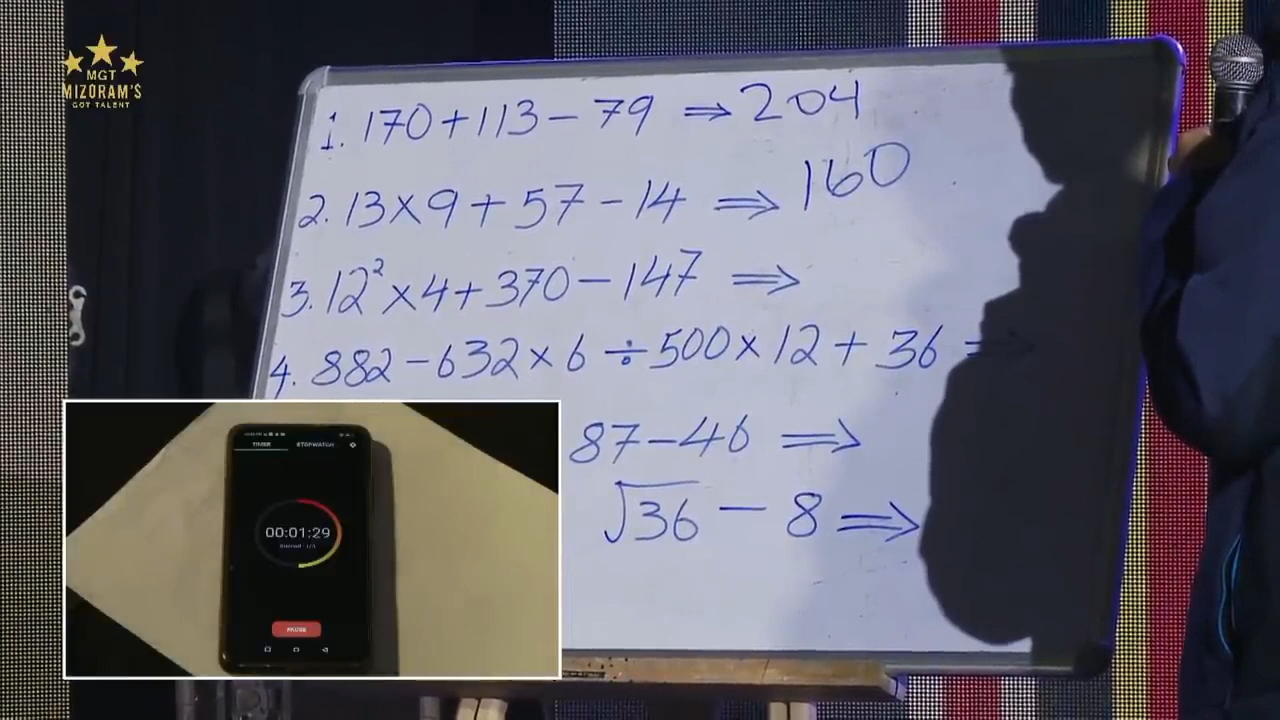 MGT
MIZORAM'S
GOT TALENT
1. 170+113-79 ⇒ 204
2. 13×9+57-14 ⇒ 160
3. 12²×4+370-147 ⇒
4. 882-632×6÷500×12+36 ⇒
87-46 ⇒
√36 - 8 ⇒
TIMER STOPWATCH
00:01:29
PAUSE